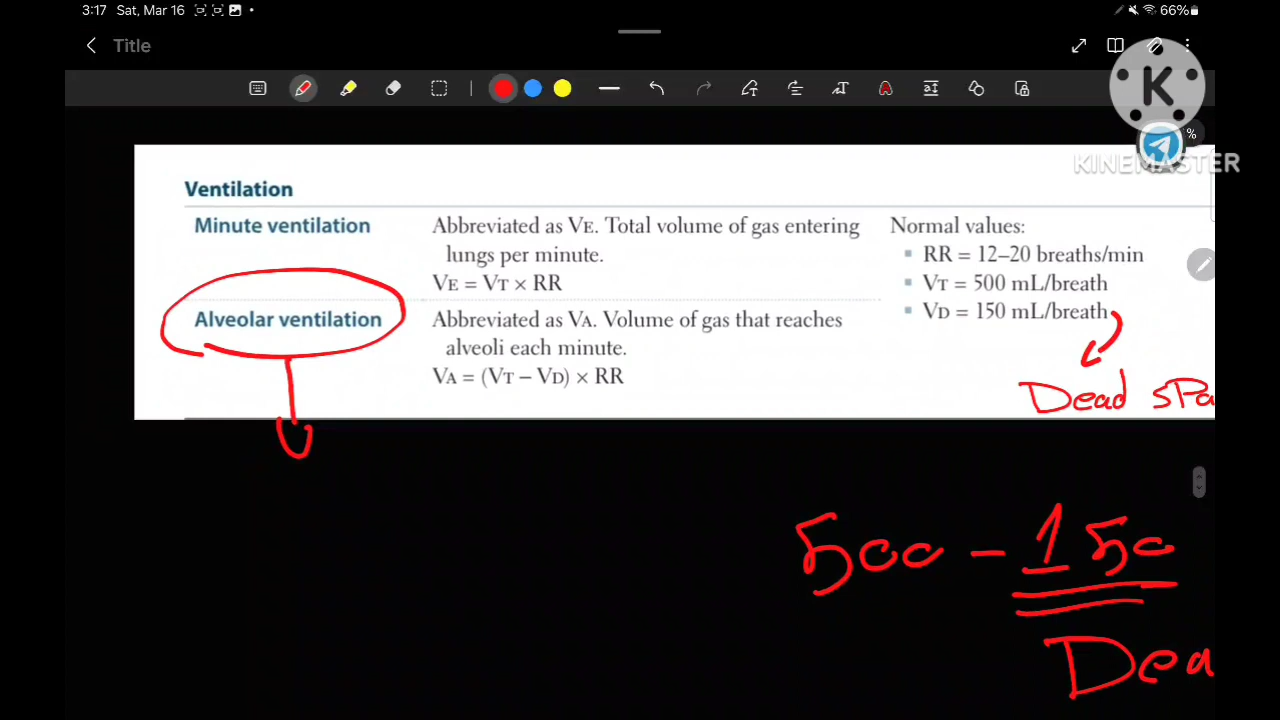 3:17 Sat, Mar 16
66%
Title
KINEMASTER
%
Ventilation
Minute ventilation
Abbreviated as VE. Total volume of gas entering
lungs per minute.
VE = VT × RR
Normal values:
▪ RR = 12–20 breaths/min
▪ VT = 500 mL/breath
▪ VD = 150 mL/breath
Alveolar ventilation
Abbreviated as VA. Volume of gas that reaches
alveoli each minute.
VA = (VT – VD) × RR
Dead sPa
500 - 150
Dea